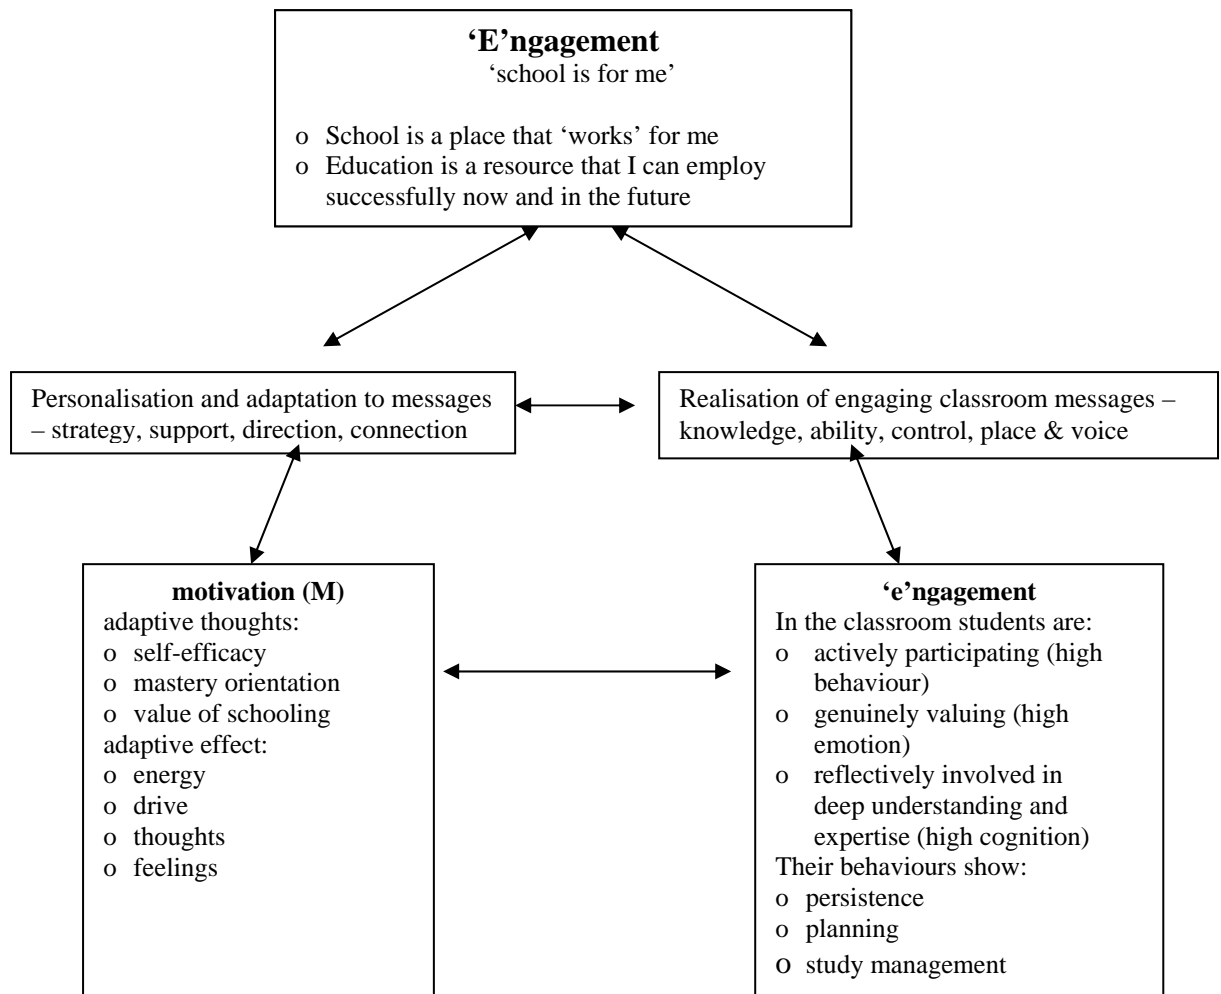 ‘E’ngagement
‘school is for me’
o School is a place that ‘works’ for me
o Education is a resource that I can employ
successfully now and in the future
Personalisation and adaptation to messages
– strategy, support, direction, connection
Realisation of engaging classroom messages –
knowledge, ability, control, place & voice
motivation (M)
adaptive thoughts:
o self-efficacy
o mastery orientation
o value of schooling
adaptive effect:
o energy
o drive
o thoughts
o feelings
‘e’ngagement
In the classroom students are:
o actively participating (high
behaviour)
o genuinely valuing (high
emotion)
o reflectively involved in
deep understanding and
expertise (high cognition)
Their behaviours show:
o persistence
o planning
o study management